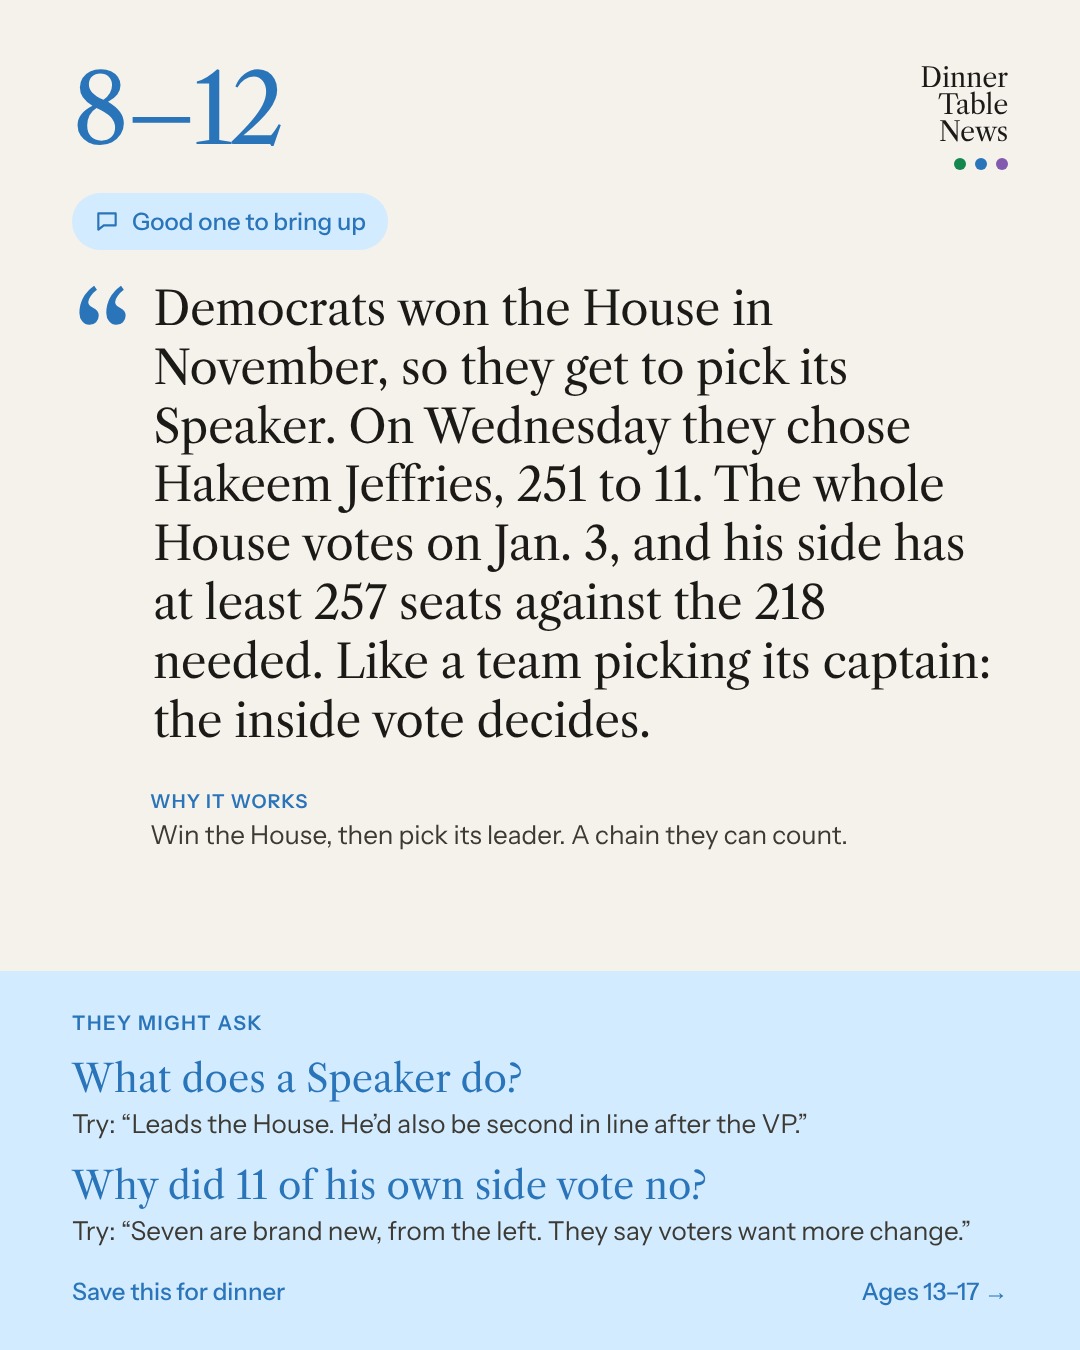 8–12
Dinner
Table
News
Good one to bring up
“ Democrats won the House in
November, so they get to pick its
Speaker. On Wednesday they chose
Hakeem Jeffries, 251 to 11. The whole
House votes on Jan. 3, and his side has
at least 257 seats against the 218
needed. Like a team picking its captain:
the inside vote decides.
WHY IT WORKS
Win the House, then pick its leader. A chain they can count.
THEY MIGHT ASK
What does a Speaker do?
Try: “Leads the House. He’d also be second in line after the VP.”
Why did 11 of his own side vote no?
Try: “Seven are brand new, from the left. They say voters want more change.”
Save this for dinner
Ages 13–17 →